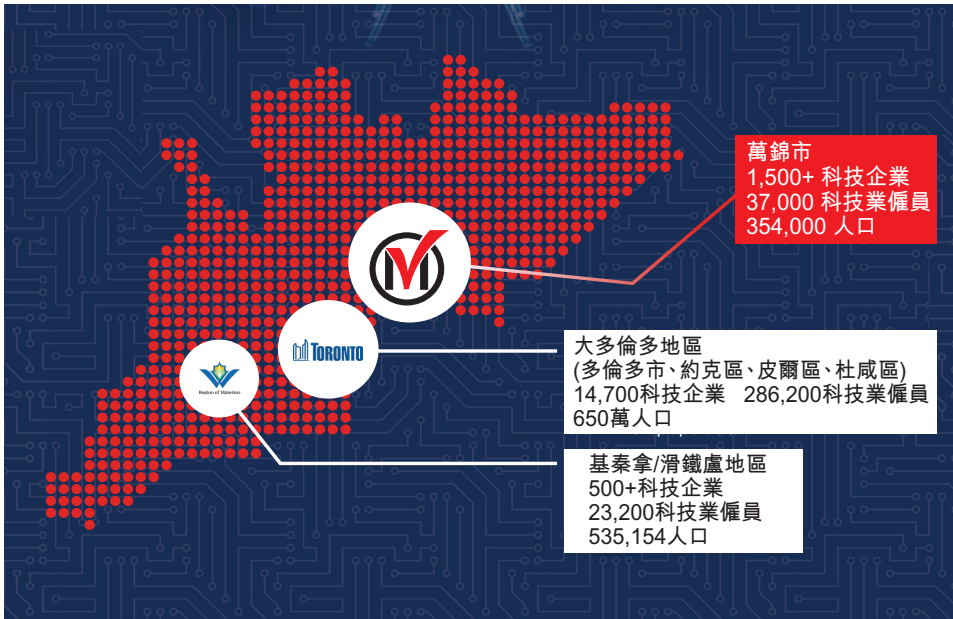 萬錦市
1,500+ 科技企業
37,000 科技業僱員
354,000 人口
M
TORONTO
大多倫多地區
(多倫多市、約克區、皮爾區、杜咸區)
14,700科技企業 286,200科技業僱員
650萬人口
Region of Waterloo
基秦拿/滑鐵盧地區
500+科技企業
23,200科技業僱員
535,154人口